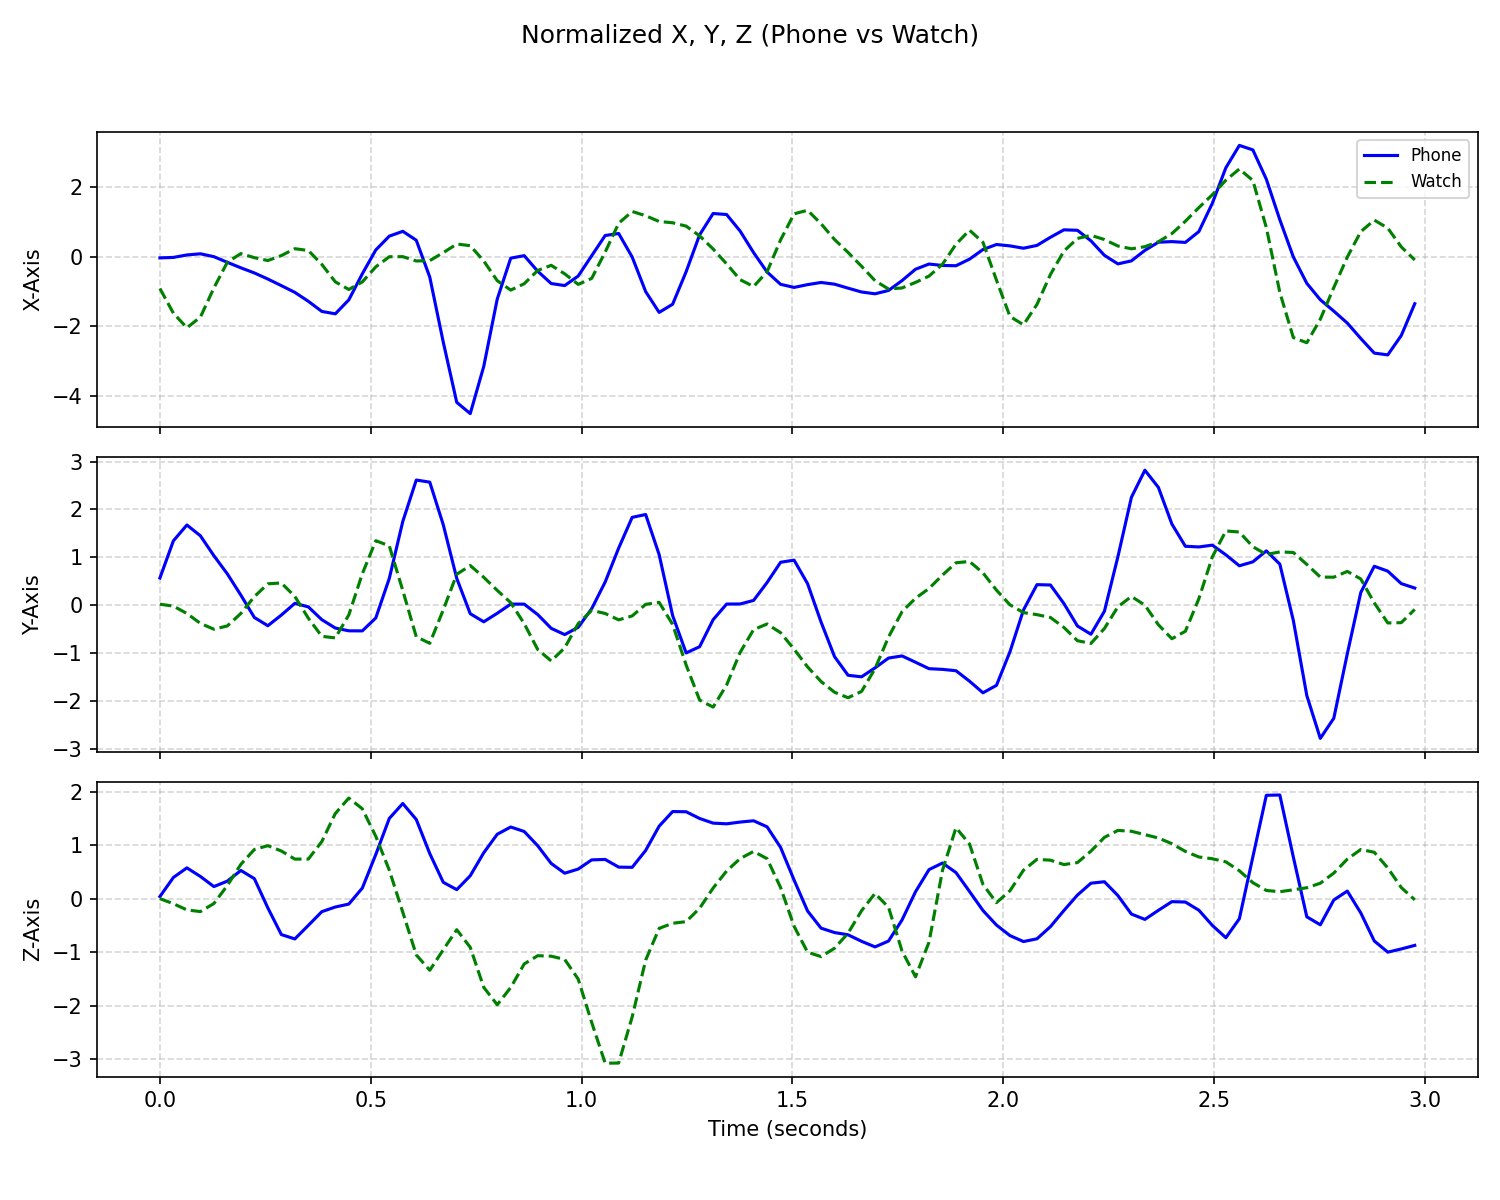 Normalized X, Y, Z (Phone vs Watch)
Phone
Watch
X-Axis
2
0
−2
−4
Y-Axis
3
2
1
0
−1
−2
−3
Z-Axis
2
1
0
−1
−2
−3
0.0 0.5 1.0 1.5 2.0 2.5 3.0
Time (seconds)